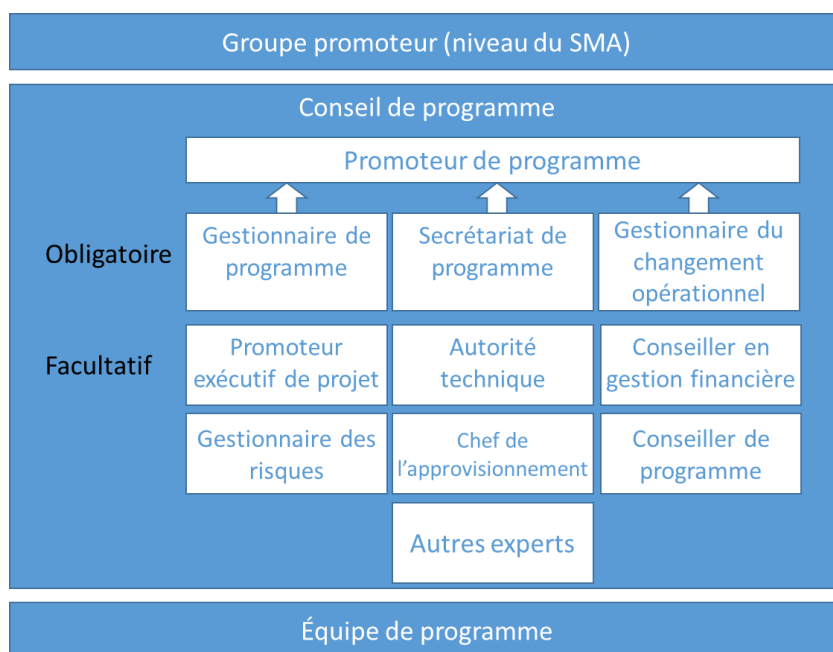 Groupe promoteur (niveau du SMA)
Conseil de programme
Promoteur de programme
Obligatoire
Gestionnaire de
programme
Secrétariat de
programme
Gestionnaire du
changement
opérationnel
Facultatif
Promoteur
exécutif de projet
Autorité
technique
Conseiller en
gestion financière
Gestionnaire des
risques
Chef de
l’approvisionnement
Conseiller de
programme
Autres experts
Équipe de programme